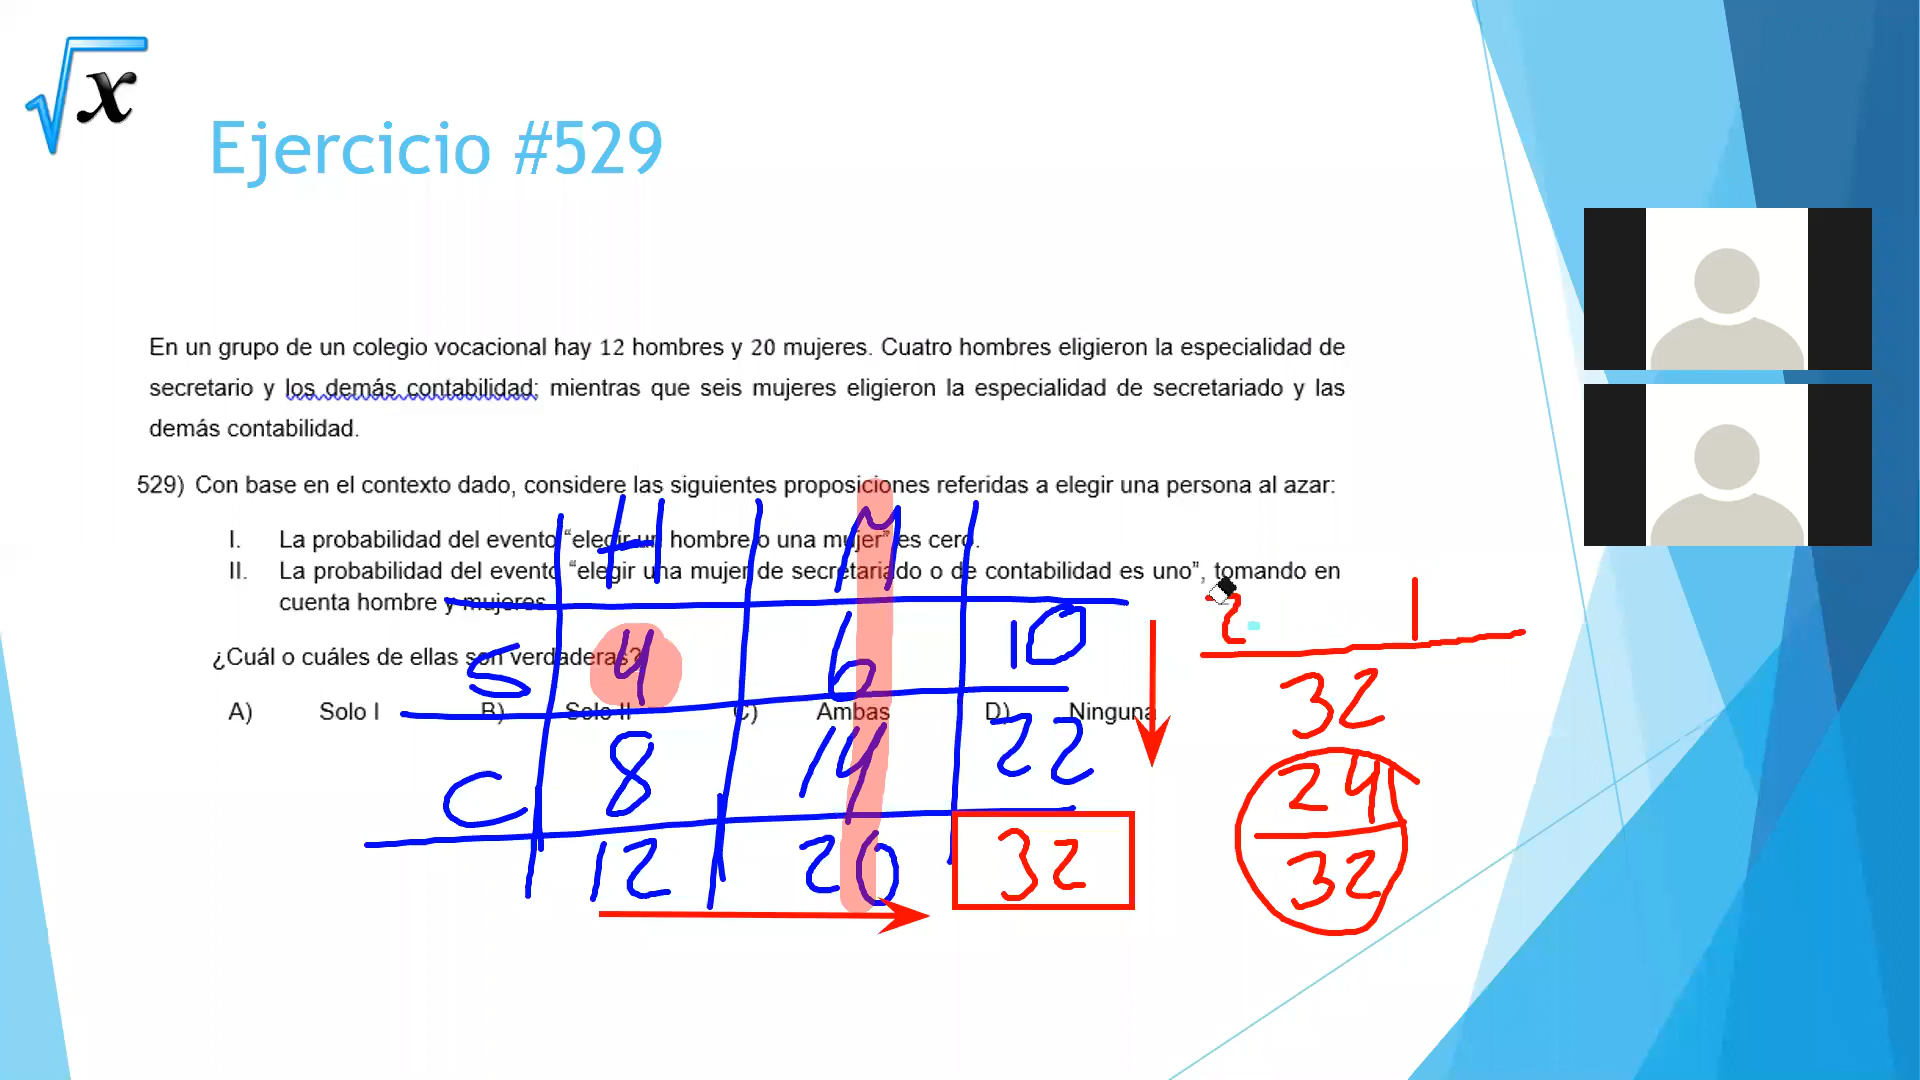 x
Ejercicio #529
En un grupo de un colegio vocacional hay 12 hombres y 20 mujeres. Cuatro hombres eligieron la especialidad de
secretario y los demás contabilidad; mientras que seis mujeres eligieron la especialidad de secretariado y las
demás contabilidad.
529) Con base en el contexto dado, considere las siguientes proposiciones referidas a elegir una persona al azar:
I. La probabilidad del evento “elegir un hombre o una mujer” es cero.
II. La probabilidad del evento “elegir una mujer de secretariado o de contabilidad es uno”, tomando en
cuenta hombre y mujeres
¿Cuál o cuáles de ellas son verdaderas?
A) Solo I B) Solo II C) Ambas D) Ninguna
H M
S 4 6 10
C 8 14 22
12 20 32
2 1
32
24
32